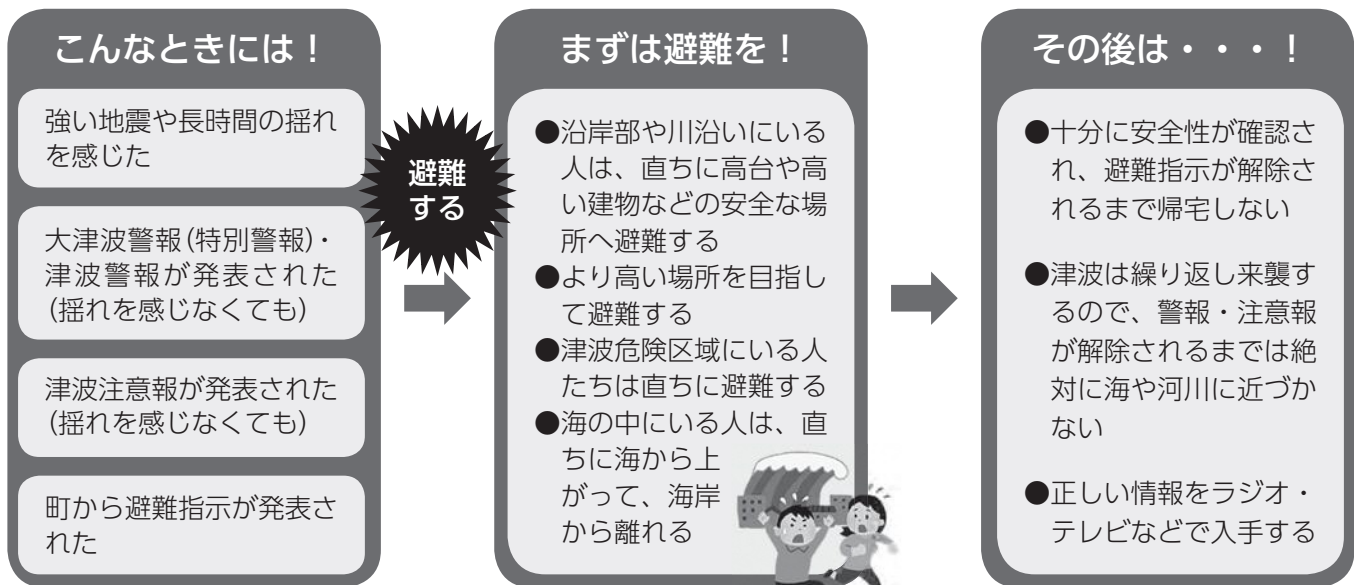 こんなときには！
強い地震や長時間の揺れ
を感じた
大津波警報（特別警報）・
津波警報が発表された
（揺れを感じなくても）
津波注意報が発表された
（揺れを感じなくても）
町から避難指示が発表さ
れた
避難
する
まずは避難を！
●沿岸部や川沿いにいる
人は、直ちに高台や高
い建物などの安全な場
所へ避難する
●より高い場所を目指し
て避難する
●津波危険区域にいる人
たちは直ちに避難する
●海の中にいる人は、直
ちに海から上
がって、海岸
から離れる
その後は・・・！
●十分に安全性が確認さ
れ、避難指示が解除さ
れるまで帰宅しない
●津波は繰り返し来襲す
るので、警報・注意報
が解除されるまでは絶
対に海や河川に近づか
ない
●正しい情報をラジオ・
テレビなどで入手する